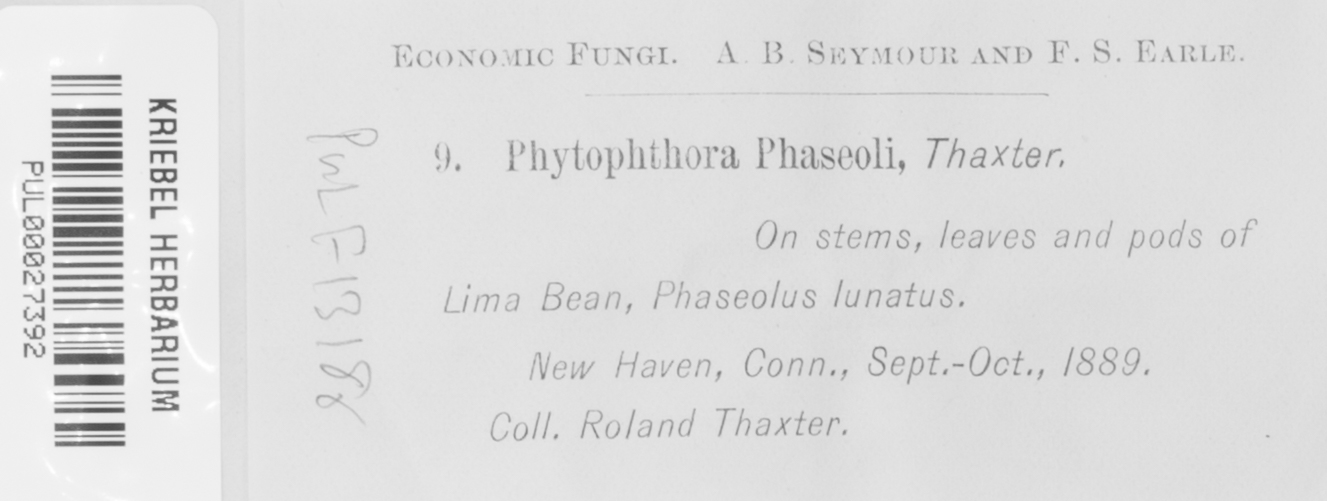 ECONOMIC FUNGI. A. B. SEYMOUR AND F. S. EARLE.
9. Phytophthora Phaseoli, Thaxter.
On stems, leaves and pods of
Lima Bean, Phaseolus lunatus.
New Haven, Conn., Sept.-Oct., 1889.
Coll. Roland Thaxter.
PUL F13188
KRIEBEL HERBARIUM
PUL00027392